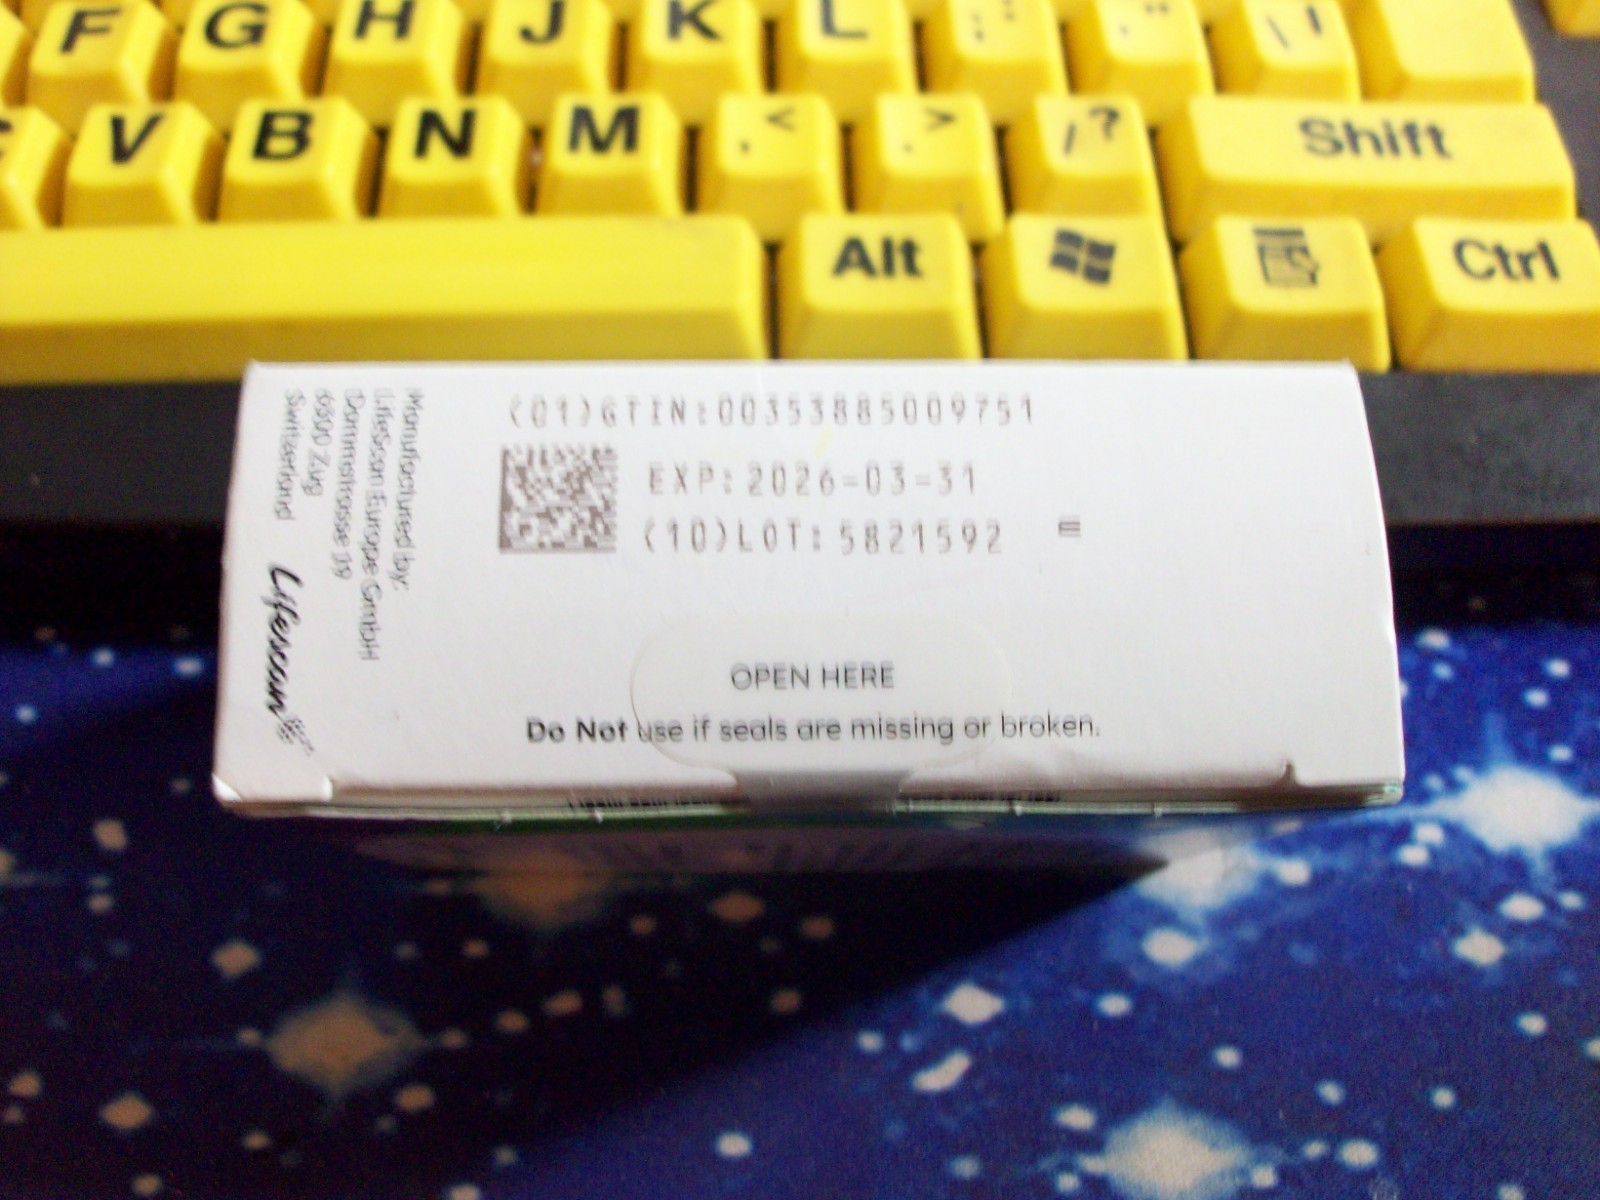 F G H J K L : ; " ' \ |
V B N M , < . > / ? Shift
Alt Ctrl
(01)GTIN:00353885009751
EXP:2026-03-31
(10)LOT:5821592
OPEN HERE
Do Not use if seals are missing or broken.
Manufactured by:
LifeScan Europe GmbH
Dammstrasse 19
6300 Zug
Switzerland
Lifescan